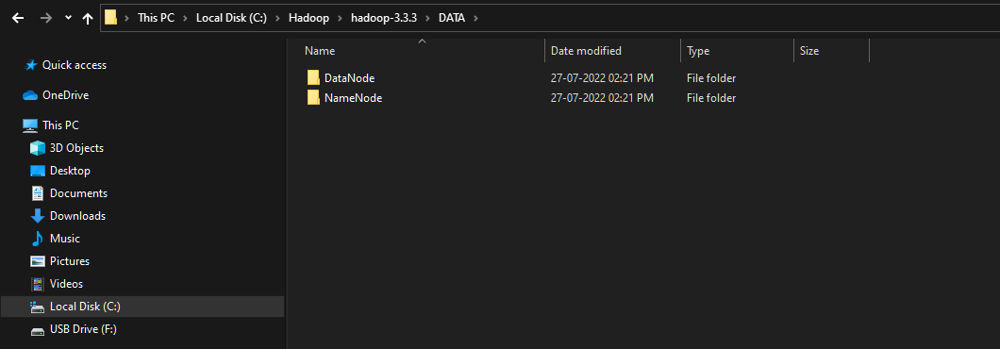 This PC Local Disk (C:) Hadoop hadoop-3.3.3 DATA
Name Date modified Type Size
Quick access
OneDrive
This PC
3D Objects
Desktop
Documents
Downloads
Music
Pictures
Videos
Local Disk (C:)
USB Drive (F:)
DataNode 27-07-2022 02:21 PM File folder
NameNode 27-07-2022 02:21 PM File folder